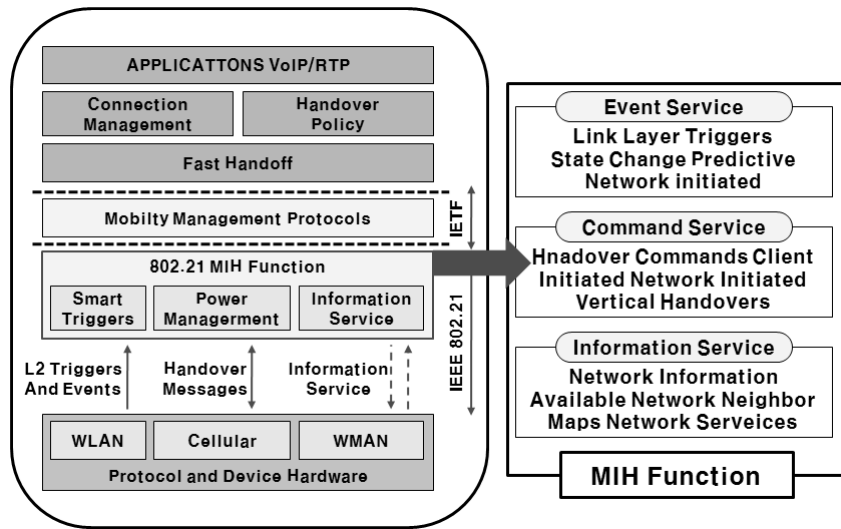 APPLICATTONS VoIP/RTP
Connection
Management
Handover
Policy
Fast Handoff
Mobilty Management Protocols
IETF
802.21 MIH Function
Smart
Triggers
Power
Managerment
Information
Service
IEEE 802.21
L2 Triggers
And Events
Handover
Messages
Information
Service
WLAN
Cellular
WMAN
Protocol and Device Hardware
Event Service
Link Layer Triggers
State Change Predictive
Network initiated
Command Service
Hnadover Commands Client
Initiated Network Initiated
Vertical Handovers
Information Service
Network Information
Available Network Neighbor
Maps Network Serveices
MIH Function